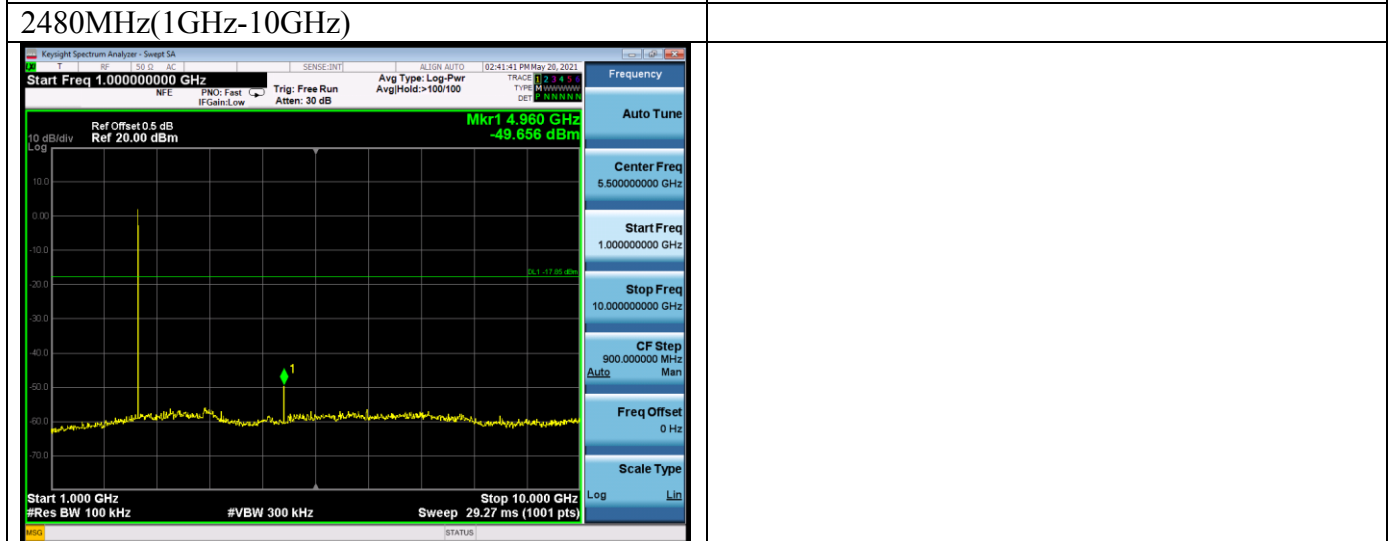 2480MHz(1GHz-10GHz)
Keysight Spectrum Analyzer - Swept SA
T RF 50 Ω AC SENSE:INT ALIGN AUTO 02:41:41 PM May 20, 2021
Start Freq 1.000000000 GHz
NFE
PNO: Fast
IFGain:Low
Trig: Free Run
Atten: 30 dB
Avg Type: Log-Pwr
Avg|Hold:>100/100
TRACE 1 2 3 4 5 6
TYPE M WWWWW
DET P N N N N N
Mkr1 4.960 GHz
-49.656 dBm
Ref Offset 0.5 dB
10 dB/div Ref 20.00 dBm
Log
10.0
0.00
-10.0
DL1 -17.85 dBm
-20.0
-30.0
-40.0
1
-50.0
-60.0
-70.0
Start 1.000 GHz Stop 10.000 GHz
#Res BW 100 kHz #VBW 300 kHz Sweep 29.27 ms (1001 pts)
MSG STATUS
Frequency
Auto Tune
Center Freq
5.500000000 GHz
Start Freq
1.000000000 GHz
Stop Freq
10.000000000 GHz
CF Step
900.000000 MHz
Auto Man
Freq Offset
0 Hz
Scale Type
Log Lin